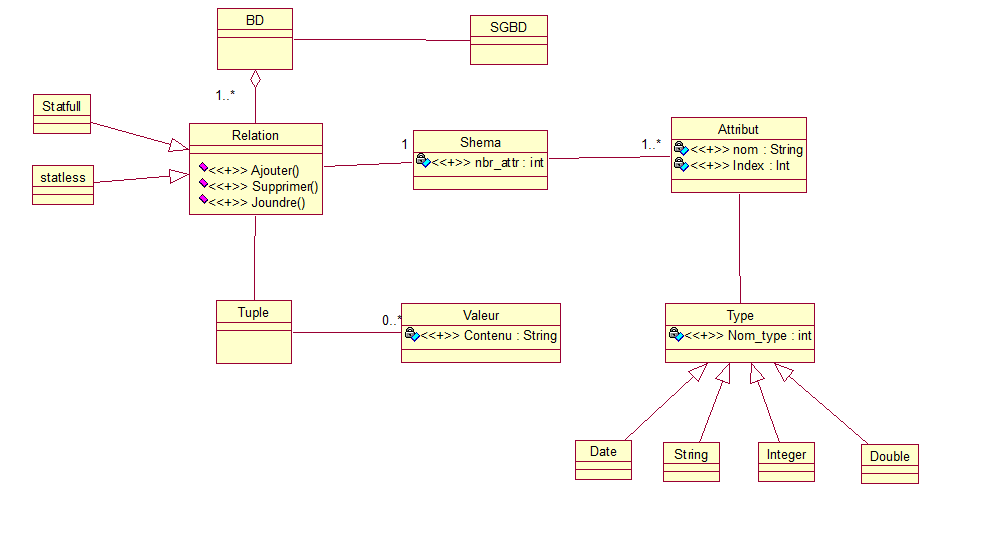 BD
SGBD
1..*
Statfull
statless
Relation
<<+>> Ajouter()
<<+>> Supprimer()
<<+>> Joundre()
1
Shema
<<+>> nbr_attr : int
1..*
Attribut
<<+>> nom : String
<<+>> Index : Int
Tuple
0..*
Valeur
<<+>> Contenu : String
Type
<<+>> Nom_type : int
Date
String
Integer
Double